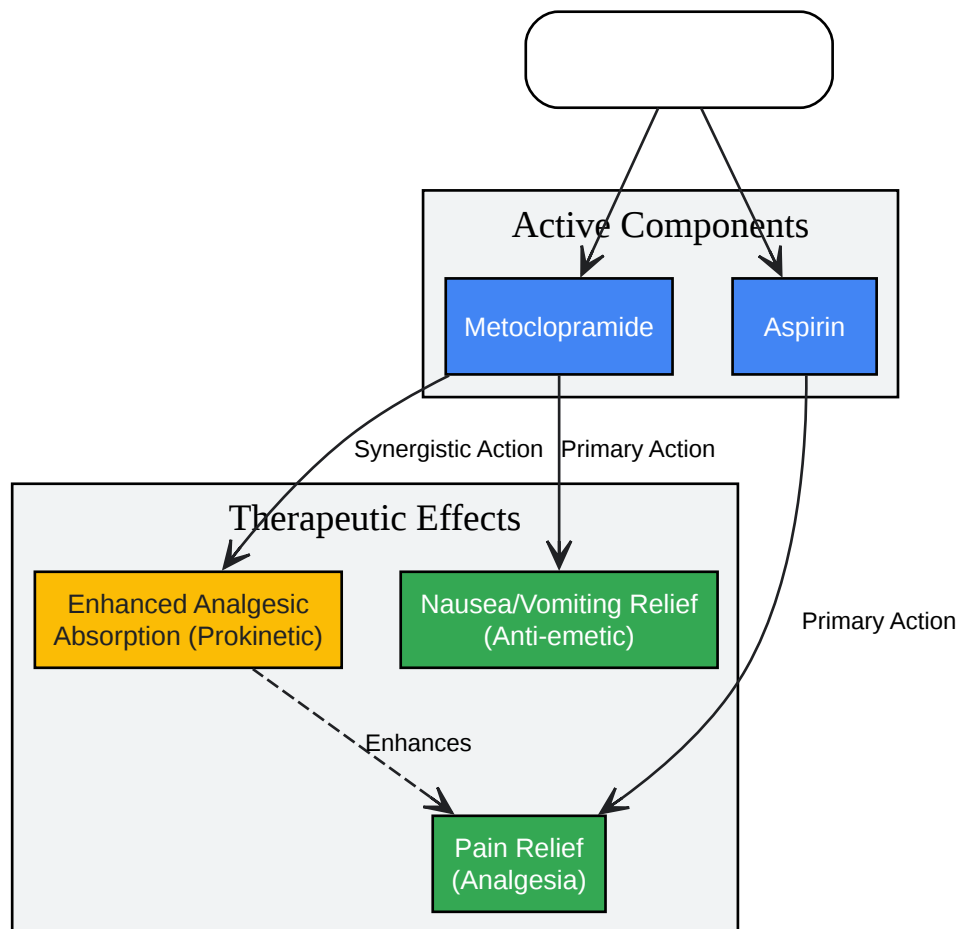 Active Components
Metoclopramide
Aspirin
Synergistic Action
Primary Action
Therapeutic Effects
Enhanced Analgesic
Absorption (Prokinetic)
Nausea/Vomiting Relief
(Anti-emetic)
Primary Action
Enhances
Pain Relief
(Analgesia)